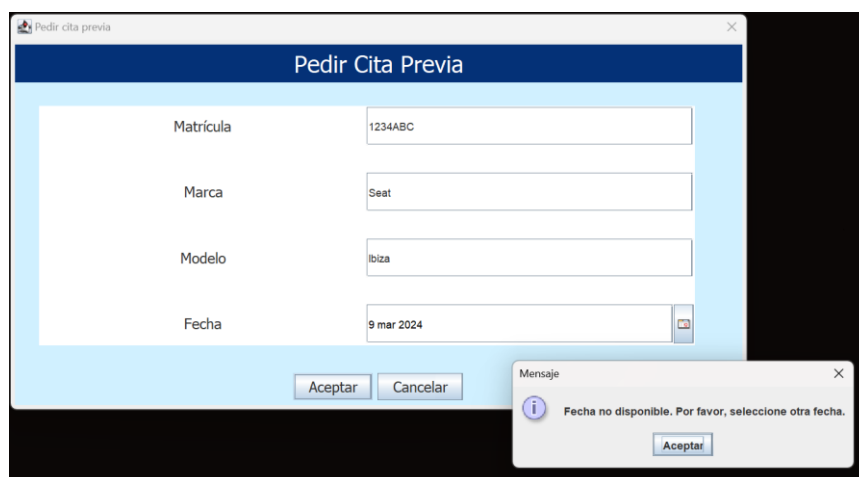 Pedir cita previa
Pedir Cita Previa
Matrícula
1234ABC
Marca
Seat
Modelo
Ibiza
Fecha
9 mar 2024
Aceptar
Cancelar
Mensaje
Fecha no disponible. Por favor, seleccione otra fecha.
Aceptar